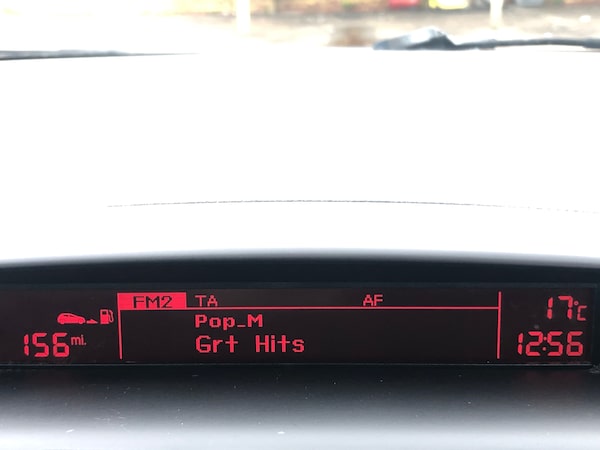 FM2 TA AF
17°C
Pop_M
156 mi. Grt Hits 12:56